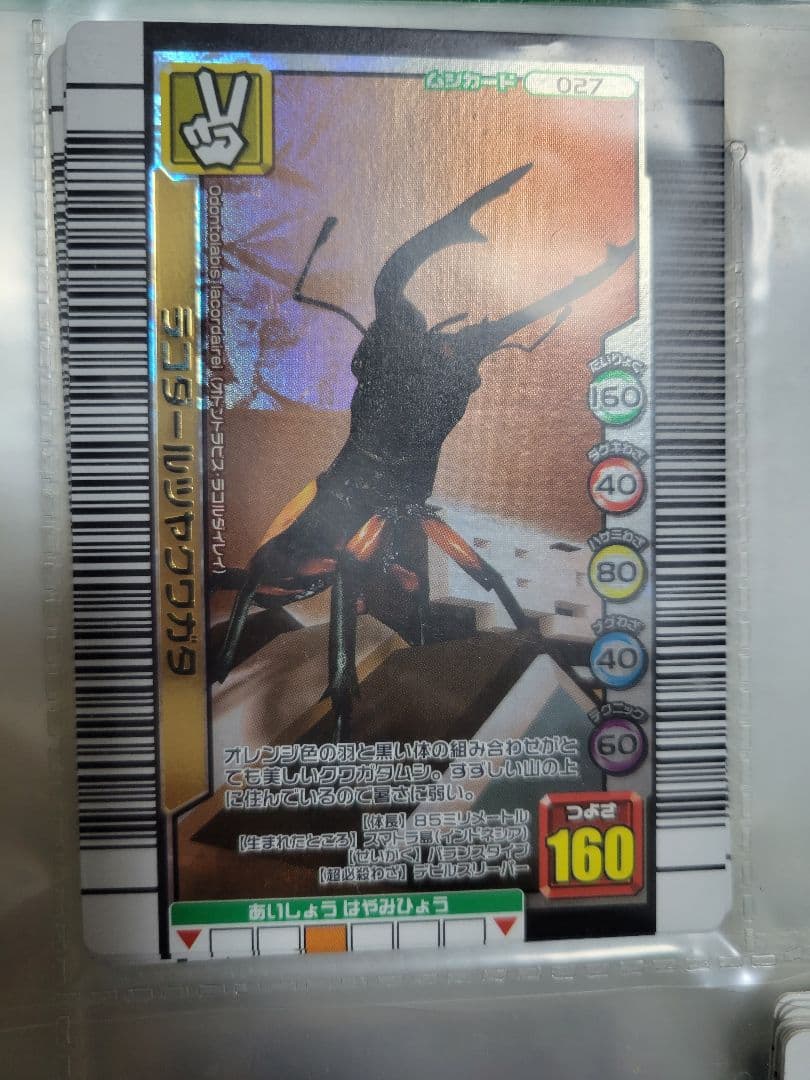 ムシカード 027
ラコダールツヤクワガタ
Odontolabis lacordairei (オドントラビス・ラコルダイレイ)
たいりょく
160
ラクネわざ
40
ハサミわざ
80
ナゲわざ
40
テクニック
60
オレンジ色の羽と黒い体の組み合わせがと
ても美しいクワガタムシ。すずしい山の上
に住んでいるので暑さに弱い。
【体長】85ミリメートル
【生まれたところ】スマトラ島(インドネシア)
【せいかく】バランスタイプ
【超必殺わざ】デビルズリーパー
つよさ
160
あいしょう はやみひょう